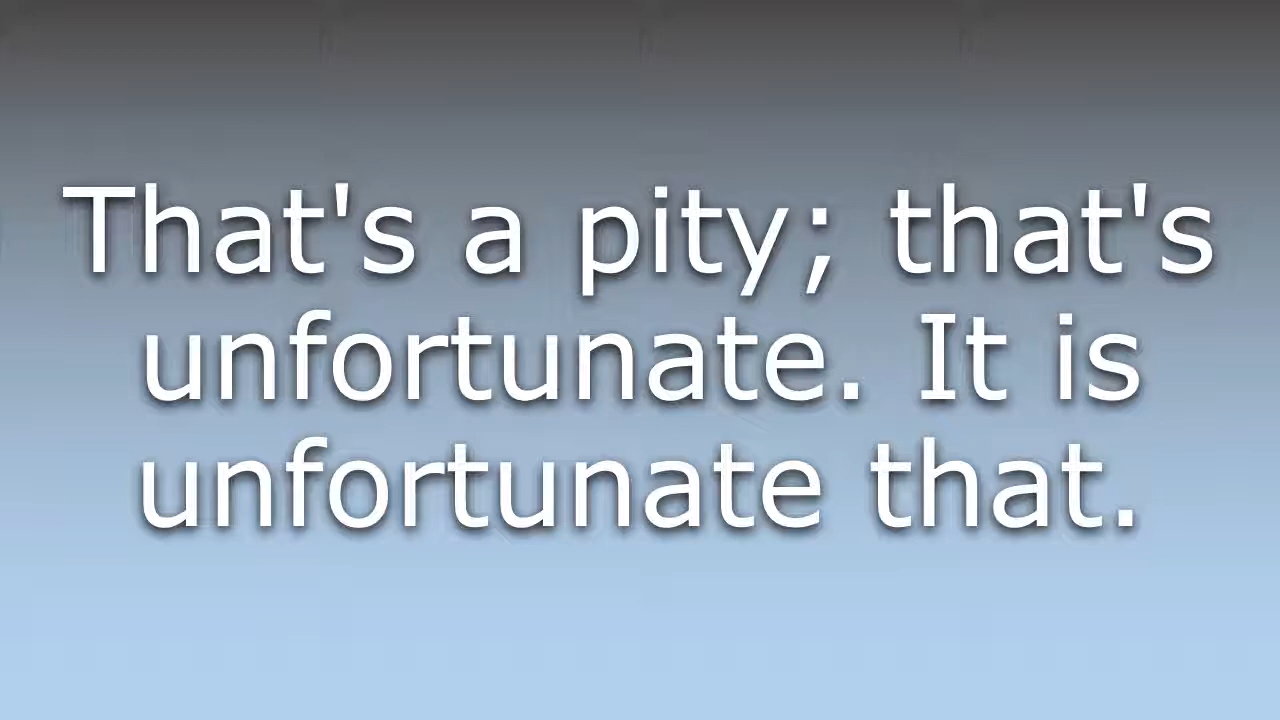 That's a pity; that's
unfortunate. It is
unfortunate that.